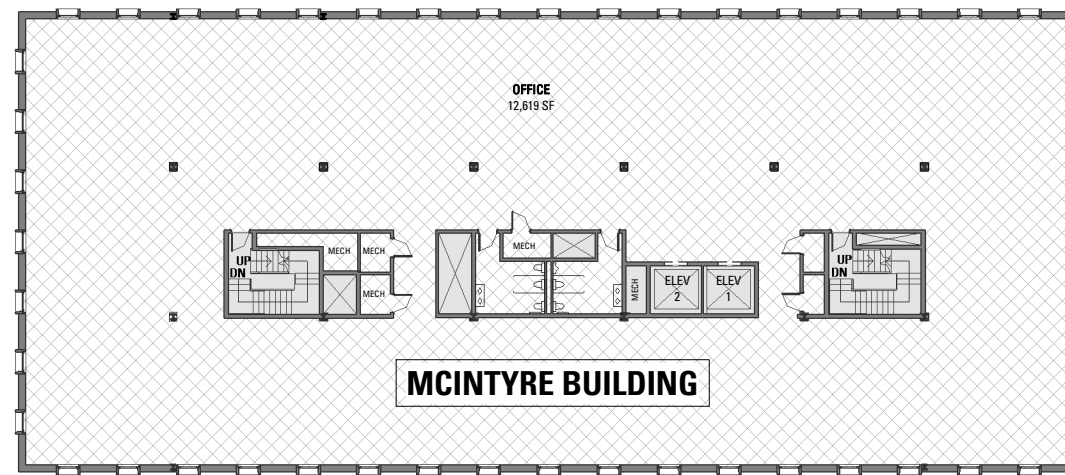 OFFICE
12,619 SF
UP
DN
MECH
MECH
MECH
MECH
MECH
ELEV
2
ELEV
1
UP
DN
MCINTYRE BUILDING